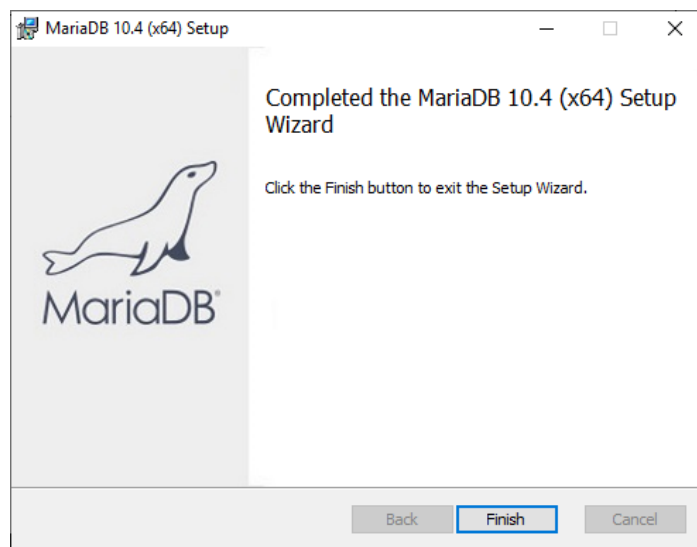 MariaDB 10.4 (x64) Setup
Completed the MariaDB 10.4 (x64) Setup
Wizard
Click the Finish button to exit the Setup Wizard.
MariaDB®
Back
Finish
Cancel